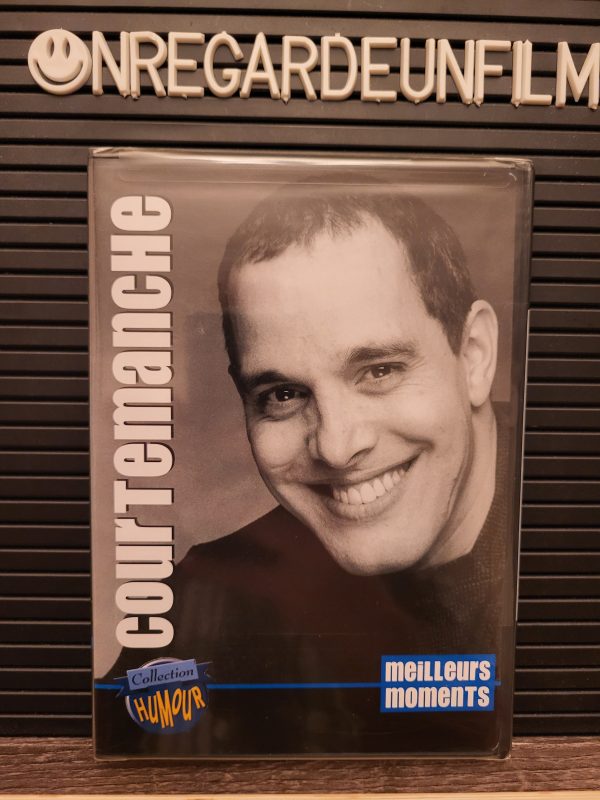 ONREGARDEUNFILM
COURTEMANCHE
Collection
HUMOUR
MEILLEURS
MOMENTS